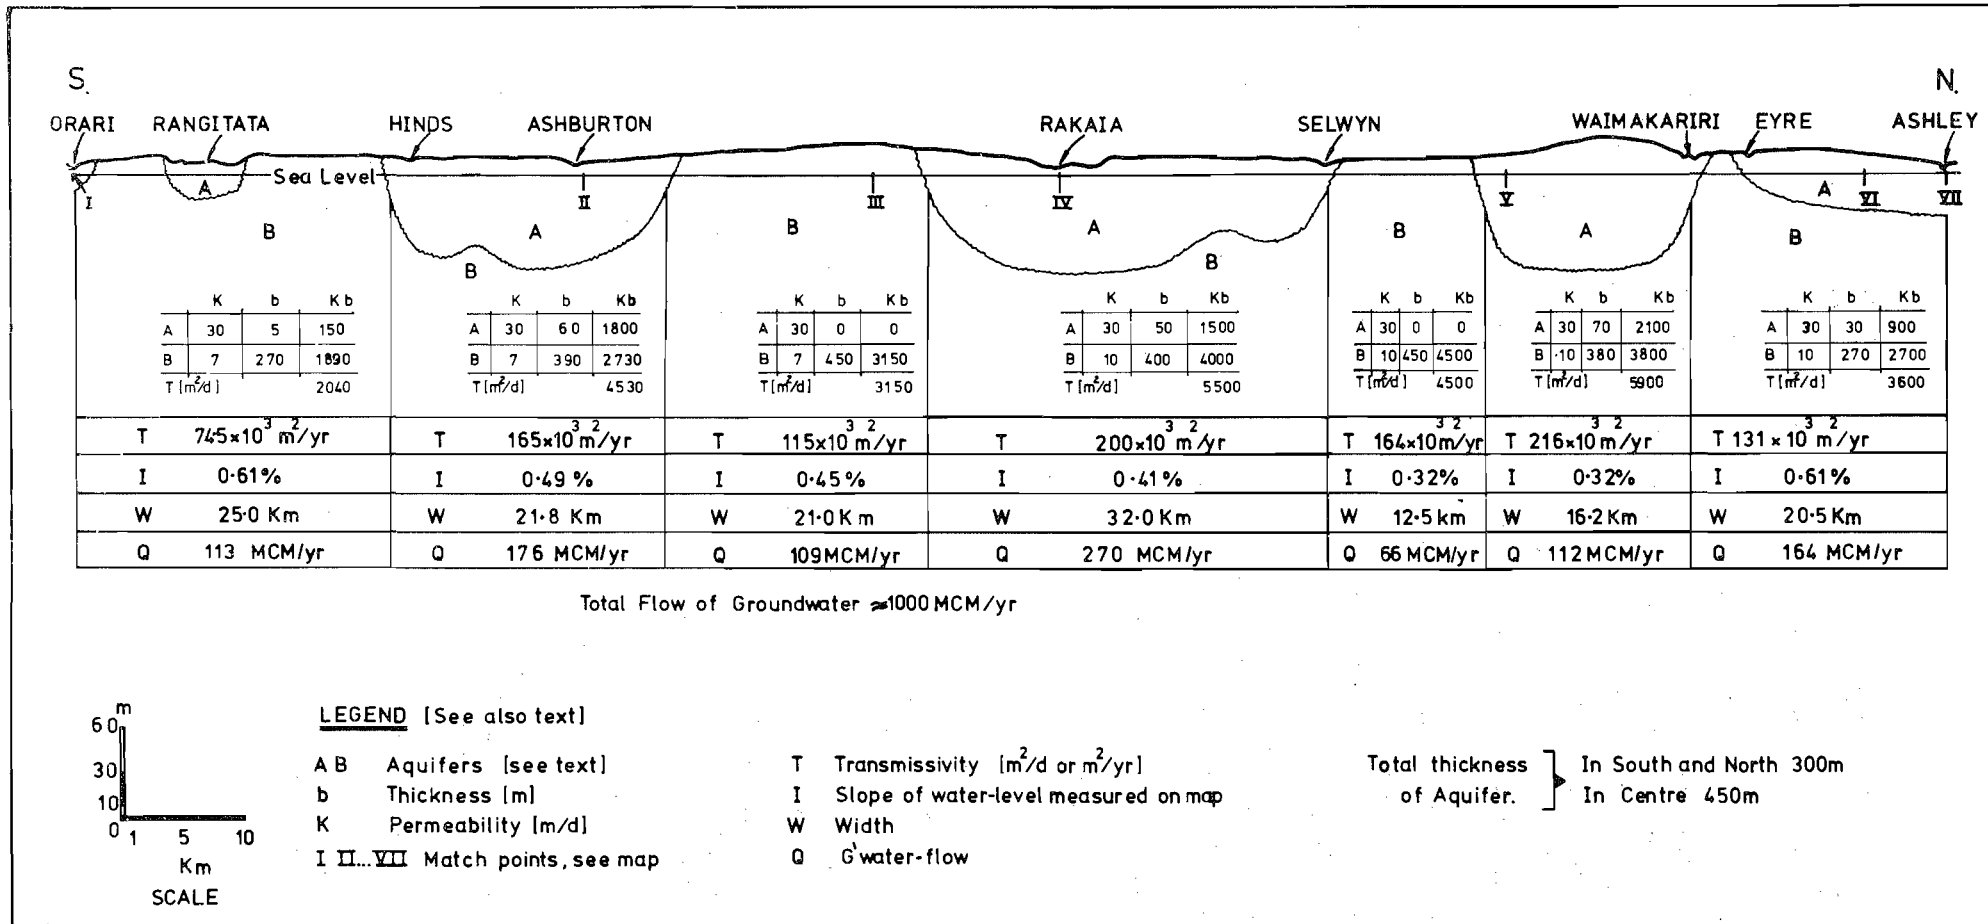 S. N.
ORARI RANGITATA HINDS ASHBURTON RAKAIA SELWYN WAIMAKARIRI EYRE ASHLEY
A Sea Level A
I II III IV V VI VII
B A B A B A B
B B
K b Kb
A 30 5 150
B 7 270 1890
T [m²/d] 2040
K b Kb
A 30 60 1800
B 7 390 2730
T [m²/d] 4530
K b Kb
A 30 0 0
B 7 450 3150
T [m²/d] 3150
K b Kb
A 30 50 1500
B 10 400 4000
T [m²/d] 5500
K b Kb
A 30 0 0
B 10 450 4500
T [m²/d] 4500
K b Kb
A 30 70 2100
B 10 380 3800
T [m²/d] 5900
K b Kb
A 30 30 900
B 10 270 2700
T [m²/d] 3600
T 745×10³ m²/yr T 165×10³ m²/yr T 115×10³ m²/yr T 200×10³ m²/yr T 164×10³ m²/yr T 216×10³ m²/yr T 131 × 10³ m²/yr
I 0·61% I 0·49 % I 0·45% I 0·41% I 0·32% I 0·32% I 0·61%
W 25·0 Km W 21·8 Km W 21·0 Km W 32·0 Km W 12·5 km W 16·2 Km W 20·5 Km
Q 113 MCM/yr Q 176 MCM/yr Q 109 MCM/yr Q 270 MCM/yr Q 66 MCM/yr Q 112 MCM/yr Q 164 MCM/yr
Total Flow of Groundwater ≈1000 MCM/yr
m
60
30
10
0 1 5 10
Km
SCALE
LEGEND [See also text]
A B Aquifers [see text]
b Thickness [m]
K Permeability [m/d]
I II...VII Match points, see map
T Transmissivity [m²/d or m²/yr]
I Slope of water-level measured on map
W Width
Q G'water-flow
Total thickness of Aquifer.
In South and North 300m
In Centre 450m